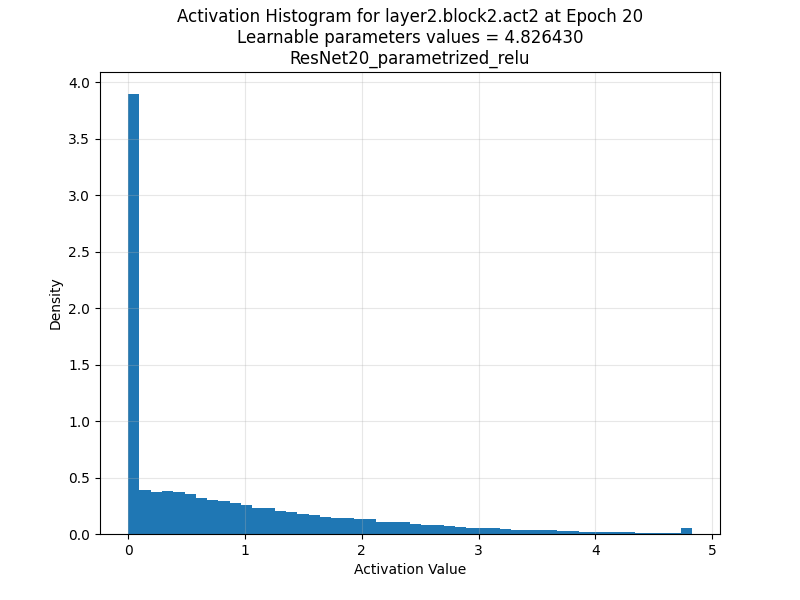 Activation Histogram for layer2.block2.act2 at Epoch 20
Learnable parameters values = 4.826430
ResNet20_parametrized_relu
4.0
3.5
3.0
2.5
2.0
1.5
1.0
0.5
0.0
Density
0 1 2 3 4 5
Activation Value